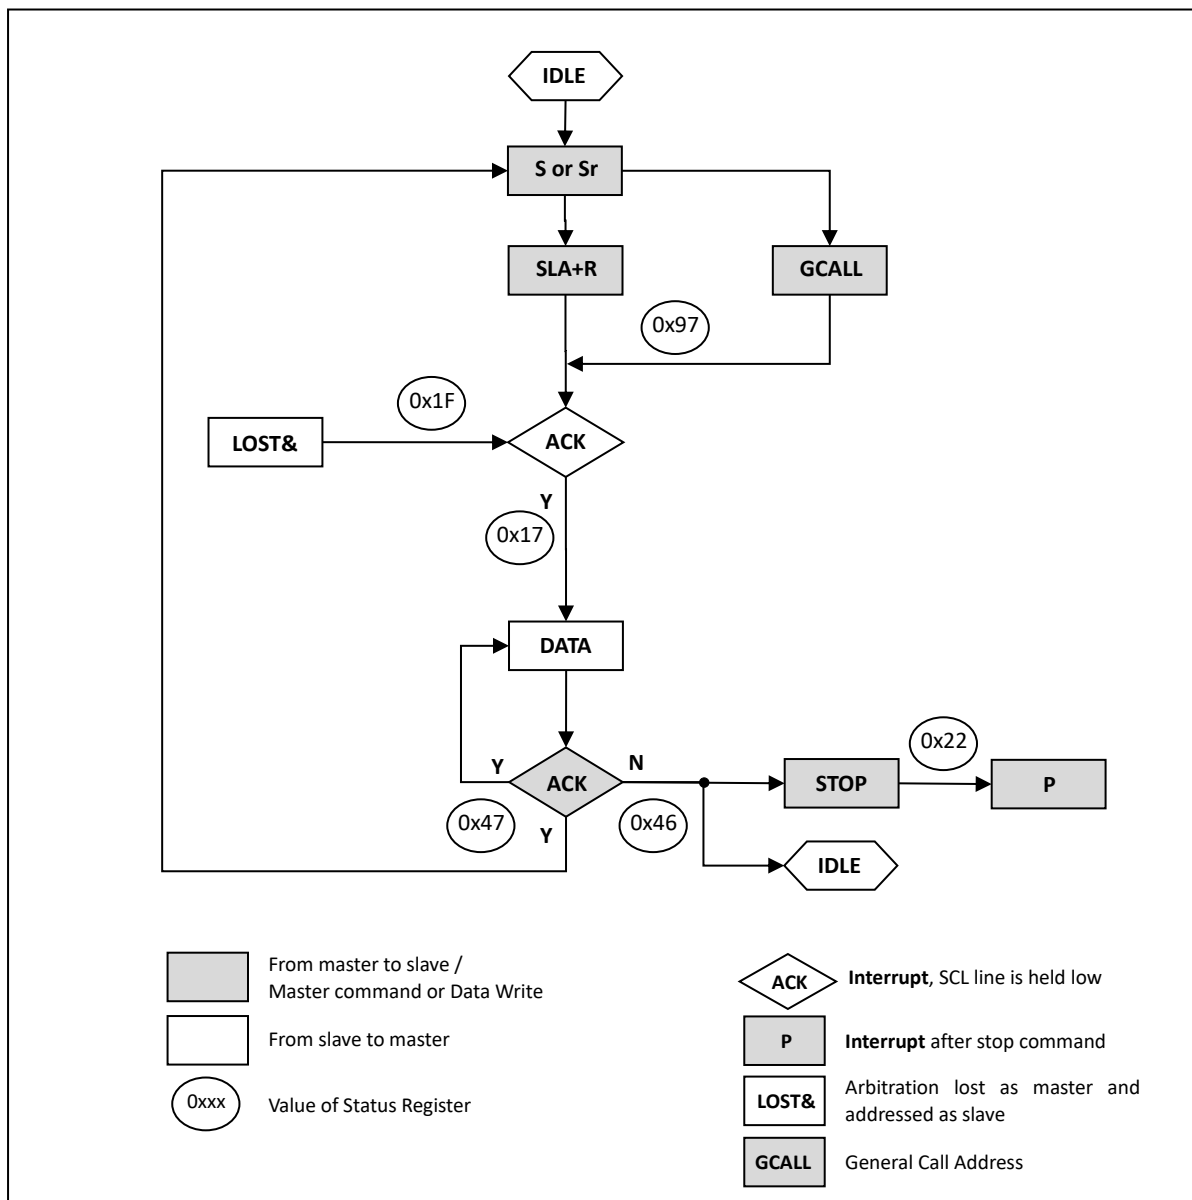 IDLE
S or Sr
SLA+R
GCALL
0x97
0x1F
LOST&
ACK
Y
0x17
DATA
0x22
Y
N
ACK
STOP
P
0x47
Y
0x46
IDLE
From master to slave /
Master command or Data Write
From slave to master
0xxx
Value of Status Register
ACK
Interrupt, SCL line is held low
P
Interrupt after stop command
LOST&
Arbitration lost as master and
addressed as slave
GCALL
General Call Address